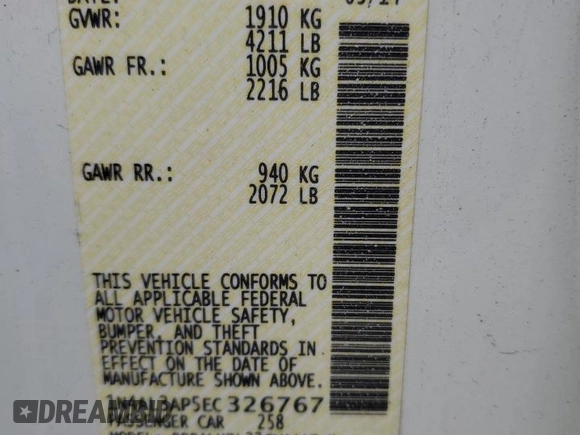 DATE:
GVWR: 1910 KG
4211 LB
GAWR FR.: 1005 KG
2216 LB
GAWR RR.: 940 KG
2072 LB
THIS VEHICLE CONFORMS TO
ALL APPLICABLE FEDERAL
MOTOR VEHICLE SAFETY,
BUMPER, AND THEFT
PREVENTION STANDARDS IN
EFFECT ON THE DATE OF
MANUFACTURE SHOWN ABOVE.
1N4AL3AP5EC326767
PASSENGER CAR 258
DREAMBID